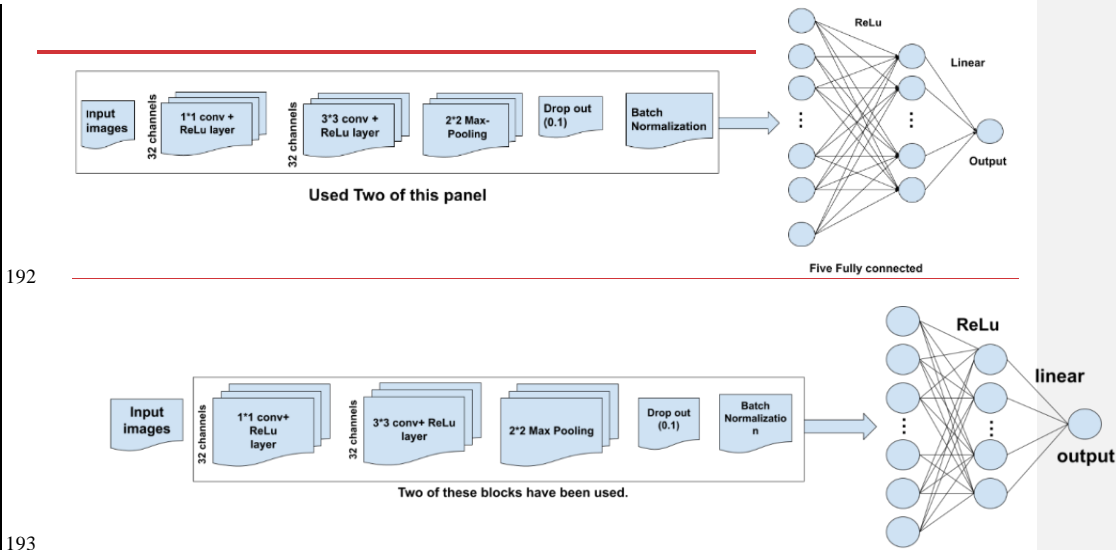 ReLu
Linear
Input
images
32 channels
1*1 conv +
ReLu layer
32 channels
3*3 conv +
ReLu layer
2*2 Max-
Pooling
Drop out
(0.1)
Batch
Normalization
Output
Used Two of this panel
Five Fully connected
192
ReLu
linear
Input
images
32 channels
1*1 conv+
ReLu
layer
32 channels
3*3 conv+ ReLu
layer
2*2 Max Pooling
Drop out
(0.1)
Batch
Normalizatio
n
output
Two of these blocks have been used.
193